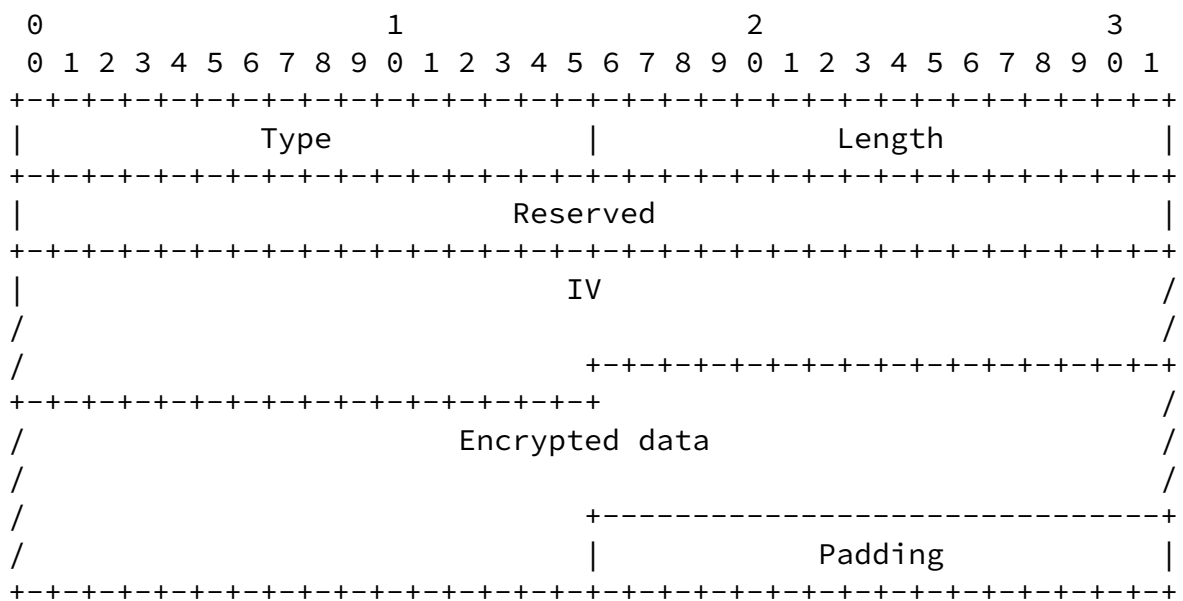 0                   1                   2                   3
 0 1 2 3 4 5 6 7 8 9 0 1 2 3 4 5 6 7 8 9 0 1 2 3 4 5 6 7 8 9 0 1
+-+-+-+-+-+-+-+-+-+-+-+-+-+-+-+-+-+-+-+-+-+-+-+-+-+-+-+-+-+-+-+-+
|             Type              |             Length            |
+-+-+-+-+-+-+-+-+-+-+-+-+-+-+-+-+-+-+-+-+-+-+-+-+-+-+-+-+-+-+-+-+
|                           Reserved                            |
+-+-+-+-+-+-+-+-+-+-+-+-+-+-+-+-+-+-+-+-+-+-+-+-+-+-+-+-+-+-+-+-+
|                              IV                               /
/                                                               /
/                               +-+-+-+-+-+-+-+-+-+-+-+-+-+-+-+-+
+-+-+-+-+-+-+-+-+-+-+-+-+-+-+-+-+                               /
/                        Encrypted data                         /
/                                                               /
/                               +-------------------------------+
/                               |            Padding            |
+-+-+-+-+-+-+-+-+-+-+-+-+-+-+-+-+-+-+-+-+-+-+-+-+-+-+-+-+-+-+-+-+